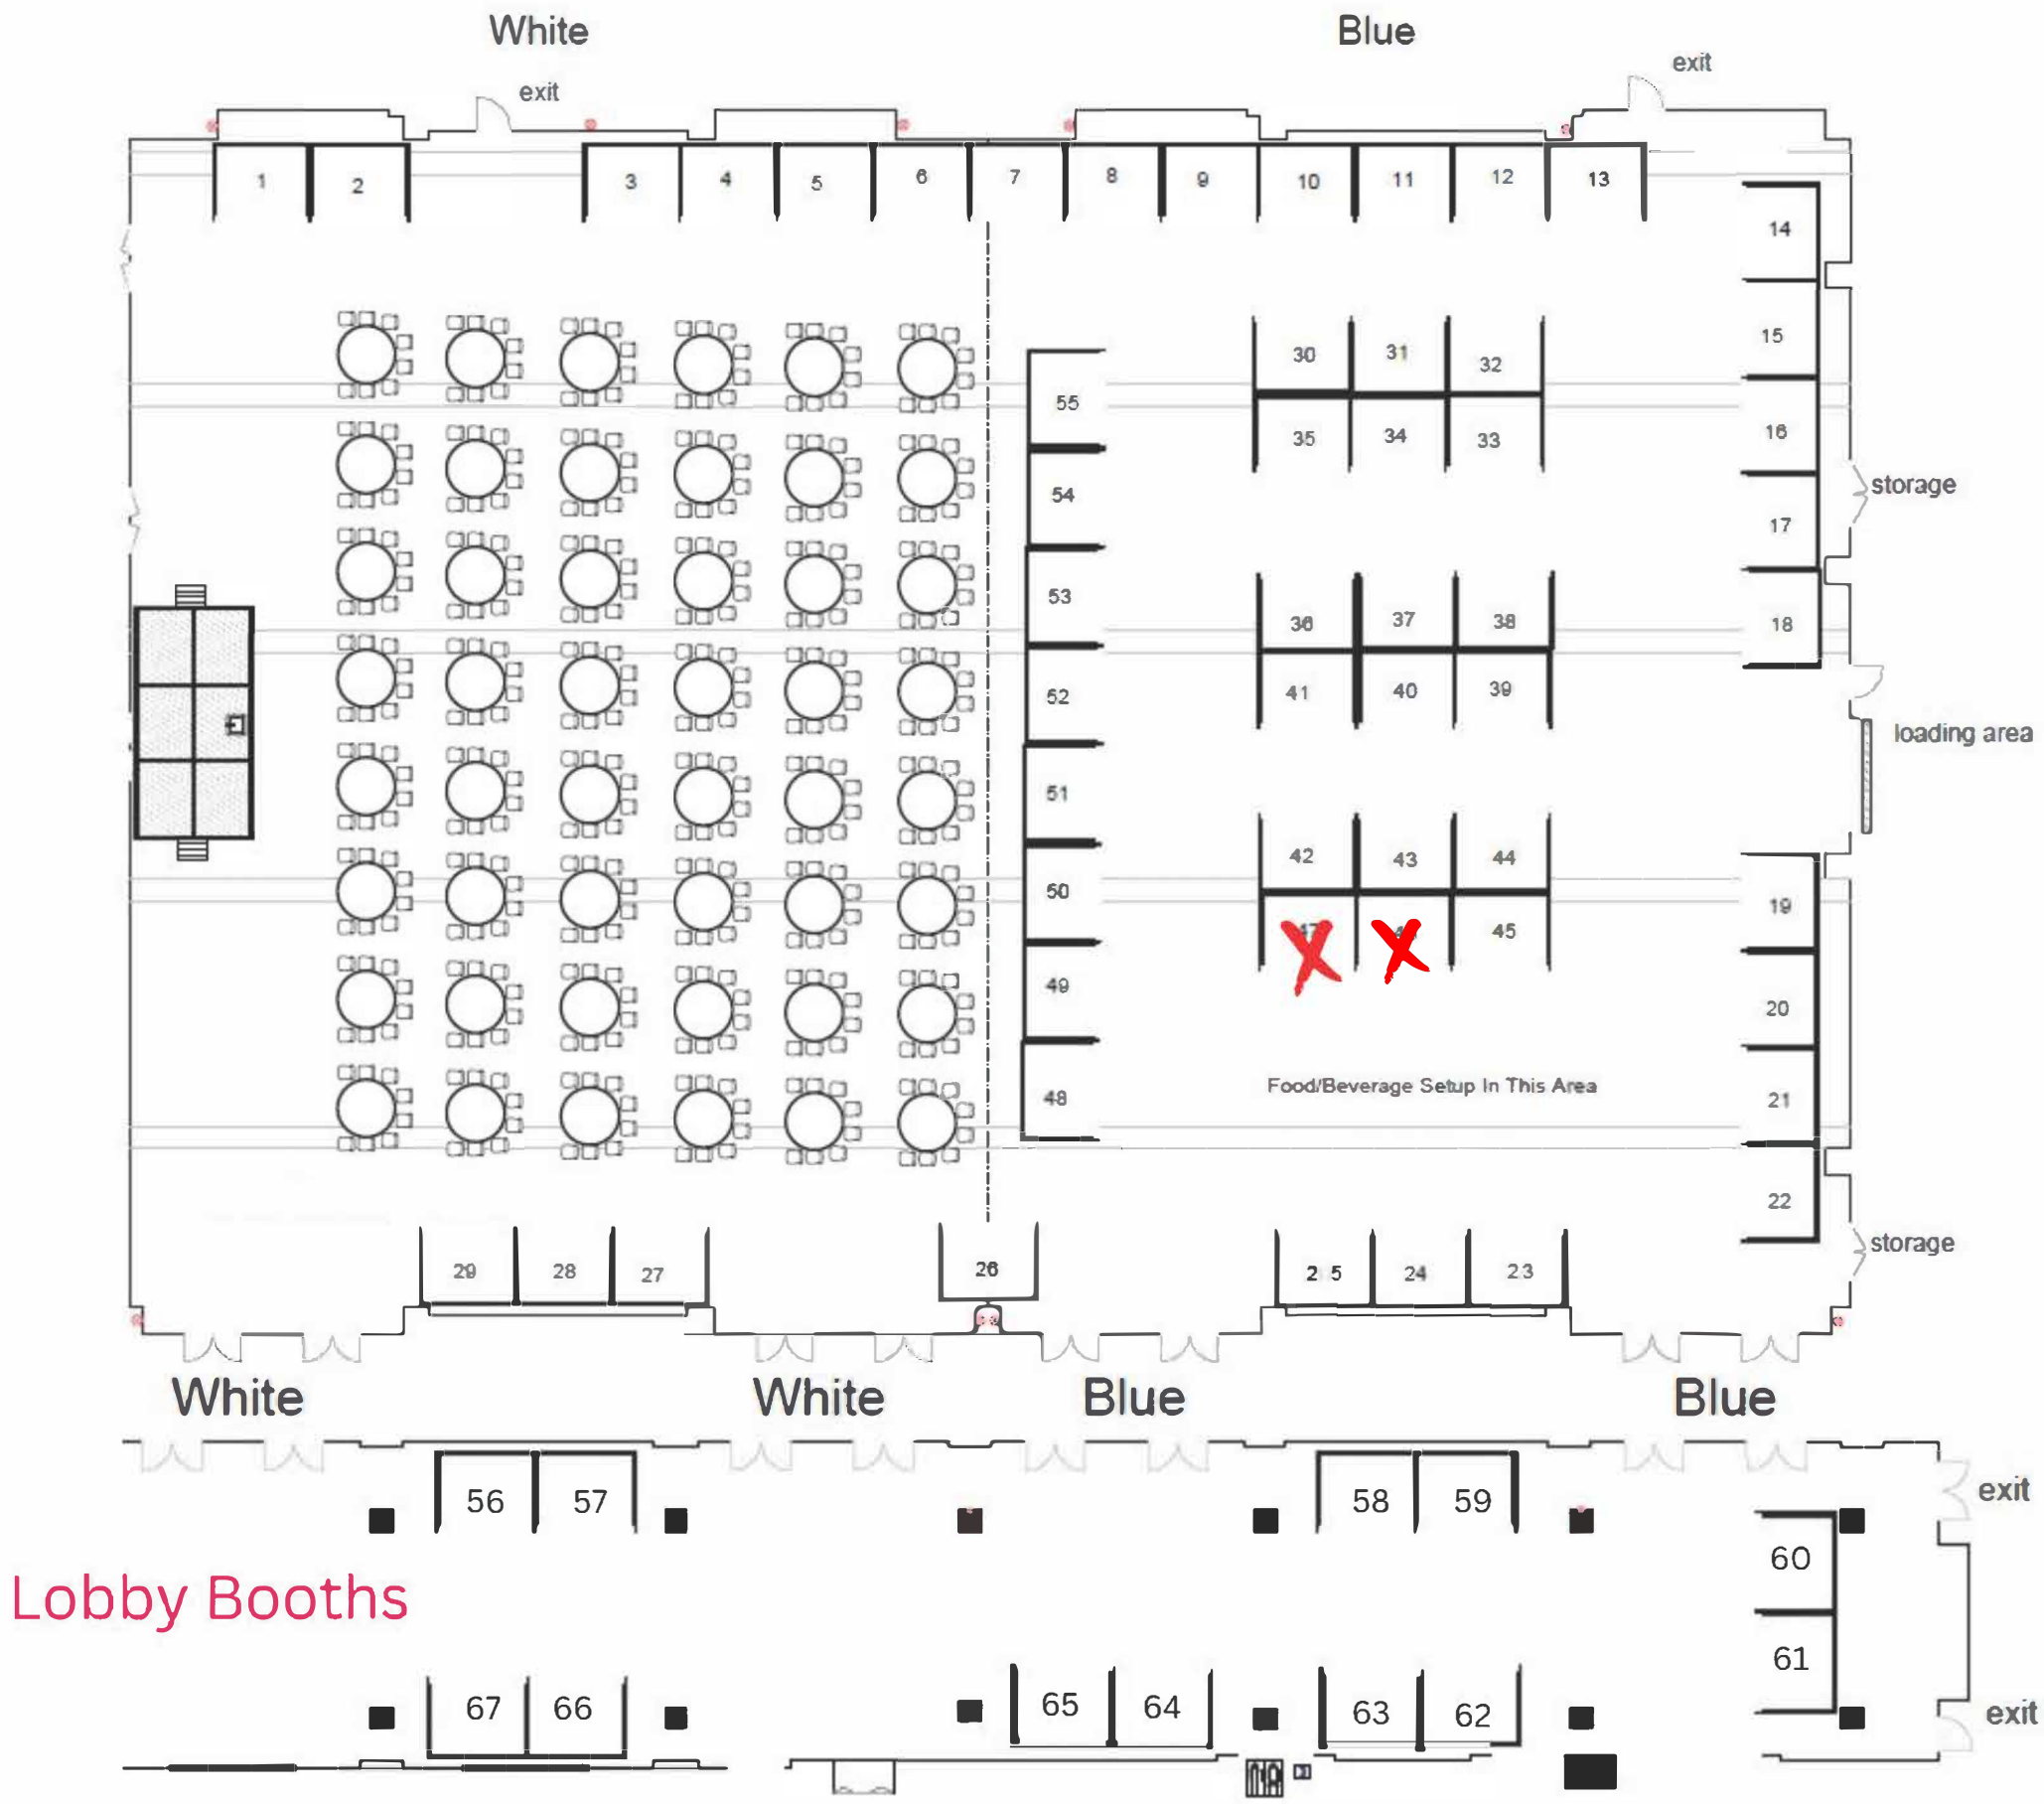 White Blue
exit exit
1 2 3 4 5 6 7 8 9 10 11 12 13
14
30 31 32 15
55
35 34 33 16
54 storage
17
53 36 37 38 18
52 41 40 39
loading area
51
42 43 44
50 19
45
49 20
Food/Beverage Setup In This Area
48 21
22
storage
29 28 27 26 25 24 23
White White Blue Blue
56 57 58 59 exit
60
Lobby Booths
61
67 66 65 64 63 62 exit